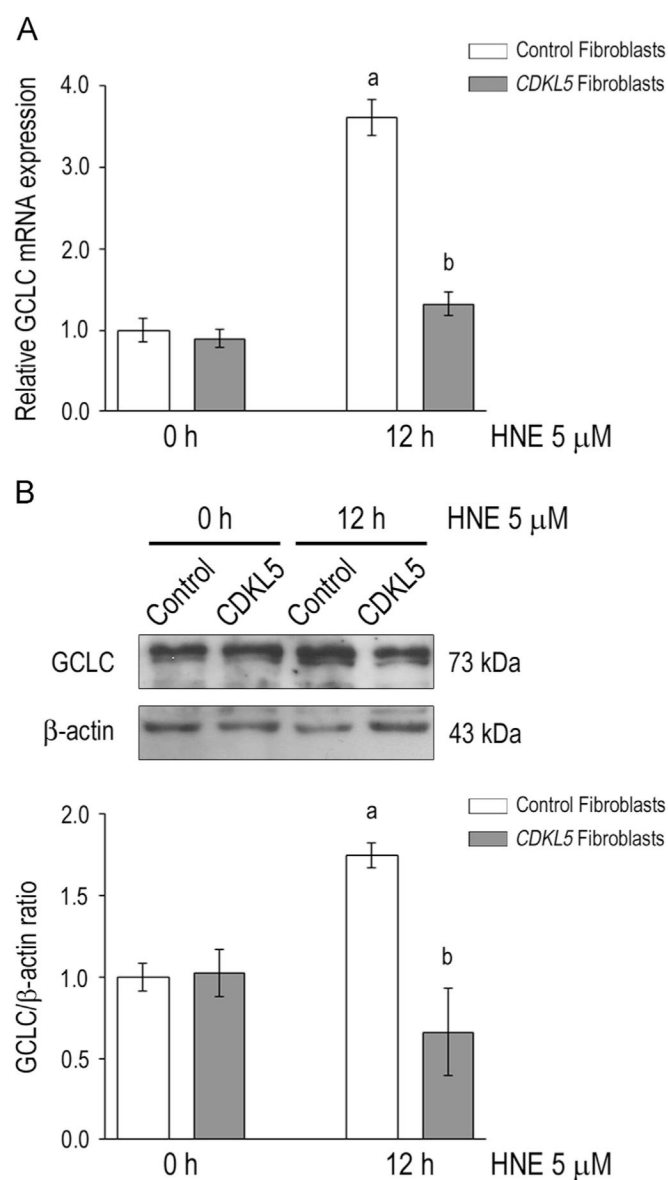 A
Control Fibroblasts
CDKL5 Fibroblasts
Relative GCLC mRNA expression
4.0
3.0
2.0
1.0
0.0
a
b
0 h
12 h
HNE 5 μM
B
0 h
12 h
HNE 5 μM
Control
CDKL5
Control
CDKL5
GCLC
73 kDa
β-actin
43 kDa
Control Fibroblasts
CDKL5 Fibroblasts
GCLC/β-actin ratio
2.0
1.5
1.0
0.5
0.0
a
b
0 h
12 h
HNE 5 μM